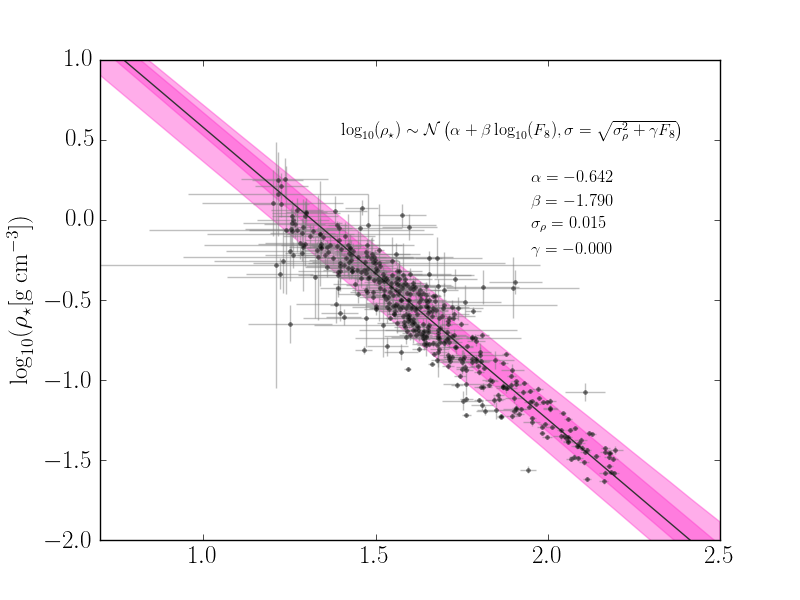 log₁₀(ρ⋆) ∼ 𝒩 (α + β log₁₀(F₈), σ = √(σ²ρ + γF₈))
α = −0.642
β = −1.790
σρ = 0.015
γ = −0.000
log₁₀(ρ⋆[g cm⁻³])
1.0
0.5
0.0
−0.5
−1.0
−1.5
−2.0
1.0 1.5 2.0 2.5